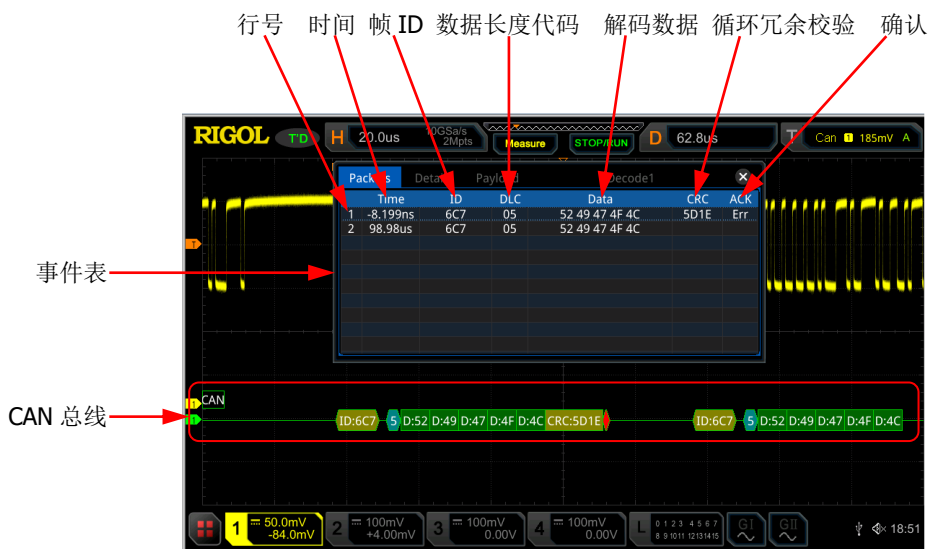 行号 时间 帧 ID 数据长度代码 解码数据 循环冗余校验 确认
RIGOL T'D H 20.0us 10GSa/s 2Mpts Measure STOP/RUN D 62.8us T Can 1 185mV A
Details Payload Decode1
Time ID DLC Data CRC ACK
1 -8.199ns 6C7 05 52 49 47 4F 4C 5D1E Err
2 98.98us 6C7 05 52 49 47 4F 4C
T
事件表
CAN
1
CAN 总线
ID:6C7 5 D:52 D:49 D:47 D:4F D:4C CRC:5D1E ID:6C7 5 D:52 D:49 D:47 D:4F D:4C
1 50.0mV -84.0mV 2 100mV +4.00mV 3 100mV 0.00V 4 100mV 0.00V L 0 1 2 3 4 5 6 7 8 9 10 11 12 13 14 15 GI GII 18:51